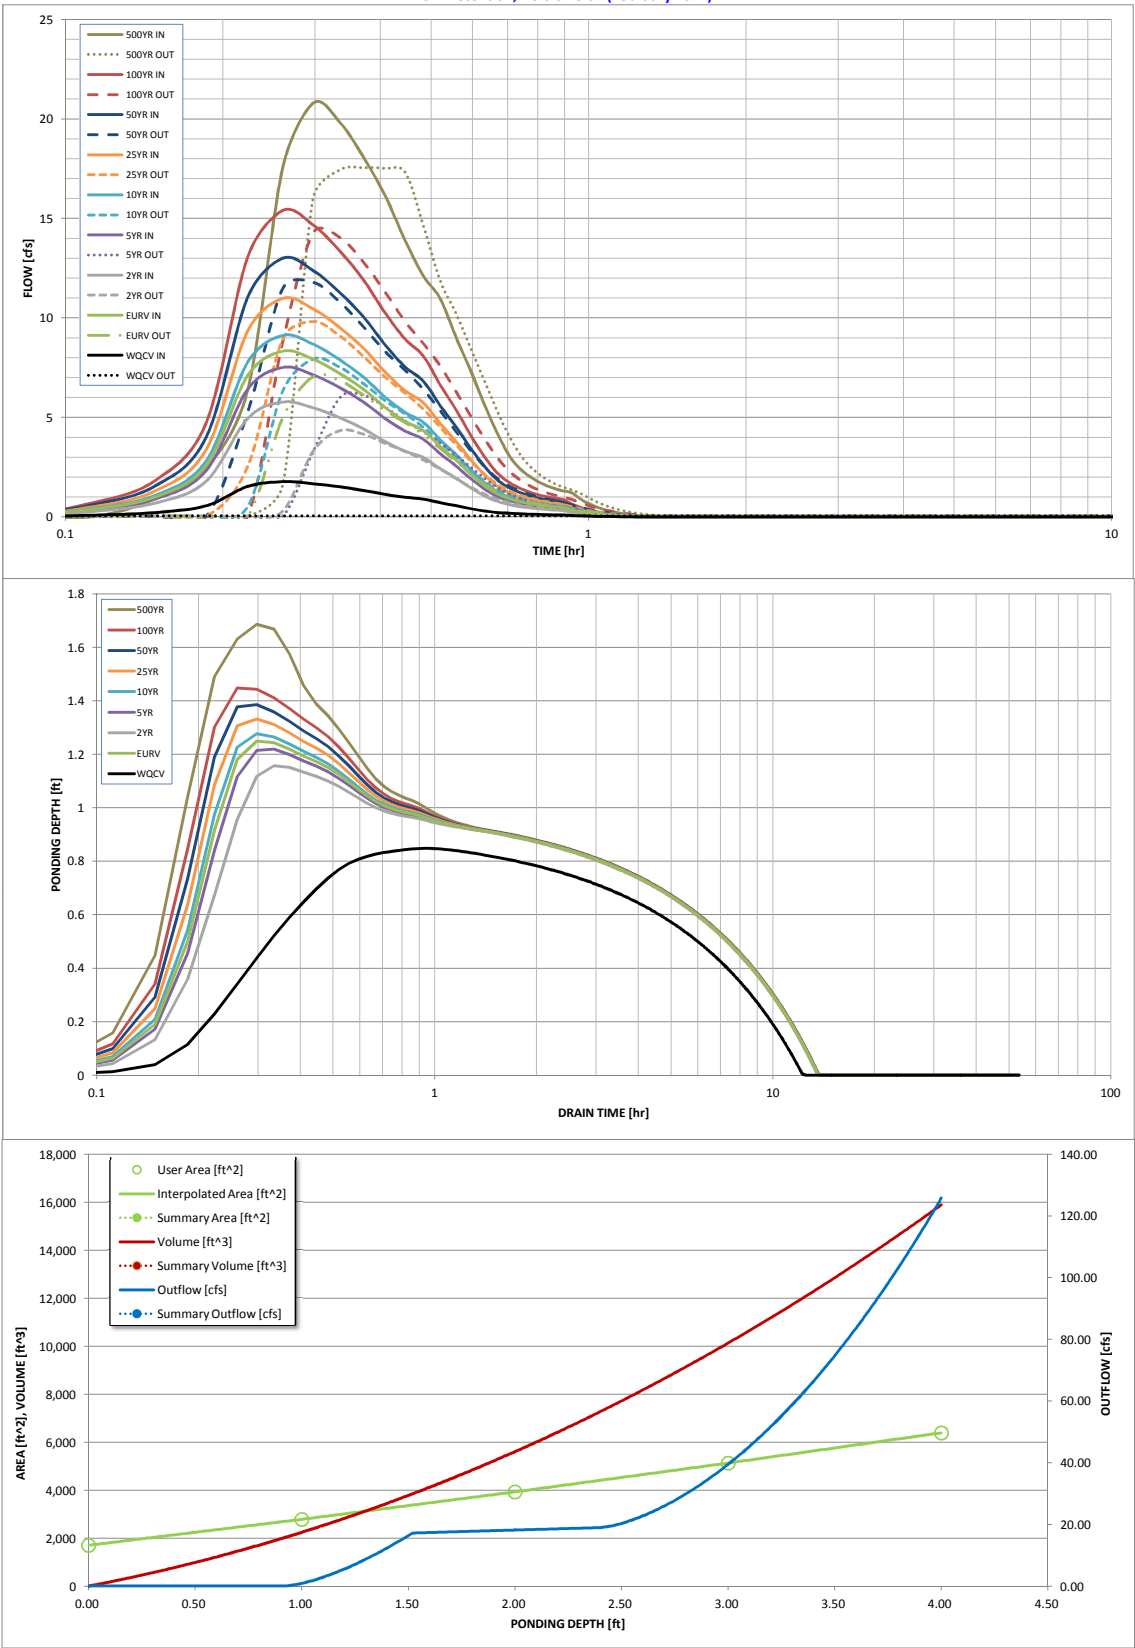 25
20
15
10
5
0
FLOW [cfs]
500YR IN
500YR OUT
100YR IN
100YR OUT
50YR IN
50YR OUT
25YR IN
25YR OUT
10YR IN
10YR OUT
5YR IN
5YR OUT
2YR IN
2YR OUT
EURV IN
EURV OUT
WQCV IN
WQCV OUT
0.1
1
10
TIME [hr]
1.8
1.6
1.4
1.2
1
0.8
0.6
0.4
0.2
0
PONDING DEPTH [ft]
500YR
100YR
50YR
25YR
10YR
5YR
2YR
EURV
WQCV
0.1
1
10
100
DRAIN TIME [hr]
18,000
16,000
14,000
12,000
10,000
8,000
6,000
4,000
2,000
0
AREA [ft^2], VOLUME [ft^3]
User Area [ft^2]
Interpolated Area [ft^2]
Summary Area [ft^2]
Volume [ft^3]
Summary Volume [ft^3]
Outflow [cfs]
Summary Outflow [cfs]
140.00
120.00
100.00
80.00
60.00
40.00
20.00
0.00
OUTFLOW [cfs]
0.00
0.50
1.00
1.50
2.00
2.50
3.00
3.50
4.00
4.50
PONDING DEPTH [ft]